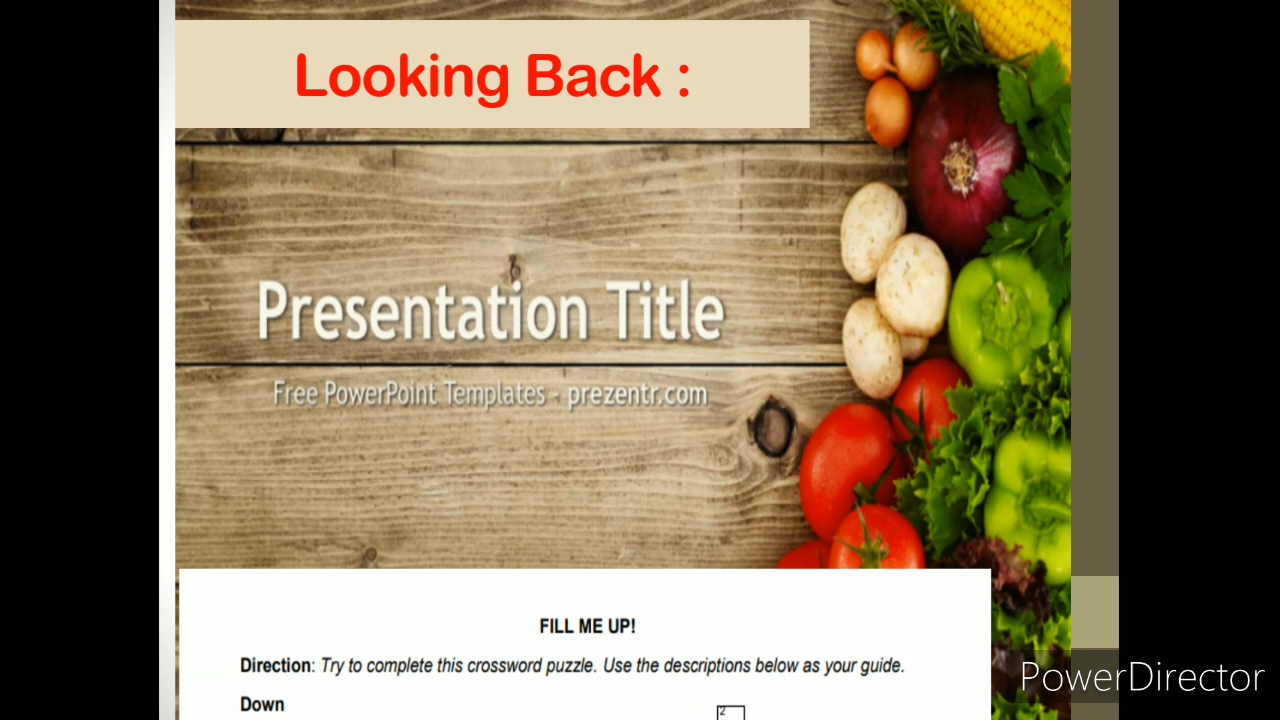 Looking Back :
Presentation Title
Free PowerPoint Templates - prezentr.com
FILL ME UP!
Direction: Try to complete this crossword puzzle. Use the descriptions below as your guide.
Down
2
PowerDirector